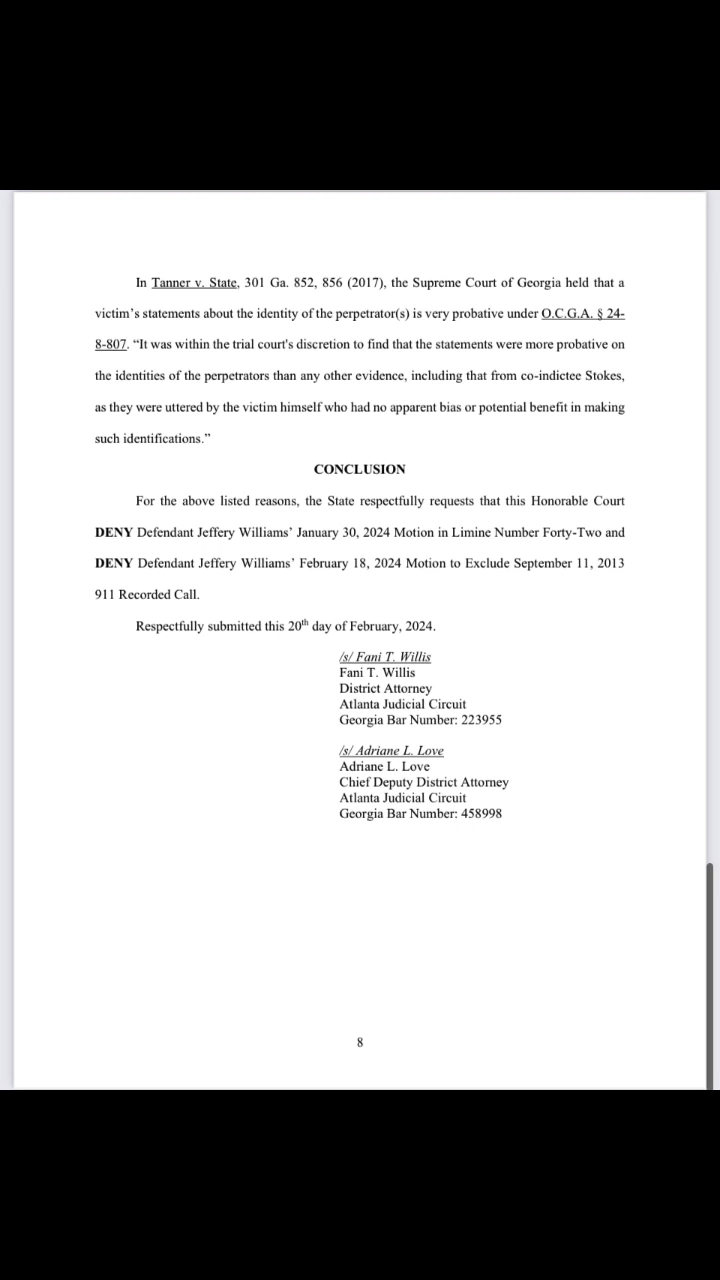 In Tanner v. State, 301 Ga. 852, 856 (2017), the Supreme Court of Georgia held that a
victim’s statements about the identity of the perpetrator(s) is very probative under O.C.G.A. § 24-
8-807. “It was within the trial court's discretion to find that the statements were more probative on
the identities of the perpetrators than any other evidence, including that from co-indictee Stokes,
as they were uttered by the victim himself who had no apparent bias or potential benefit in making
such identifications.”
CONCLUSION
For the above listed reasons, the State respectfully requests that this Honorable Court
DENY Defendant Jeffery Williams’ January 30, 2024 Motion in Limine Number Forty-Two and
DENY Defendant Jeffery Williams’ February 18, 2024 Motion to Exclude September 11, 2013
911 Recorded Call.
Respectfully submitted this 20th day of February, 2024.
/s/ Fani T. Willis
Fani T. Willis
District Attorney
Atlanta Judicial Circuit
Georgia Bar Number: 223955
/s/ Adriane L. Love
Adriane L. Love
Chief Deputy District Attorney
Atlanta Judicial Circuit
Georgia Bar Number: 458998
8